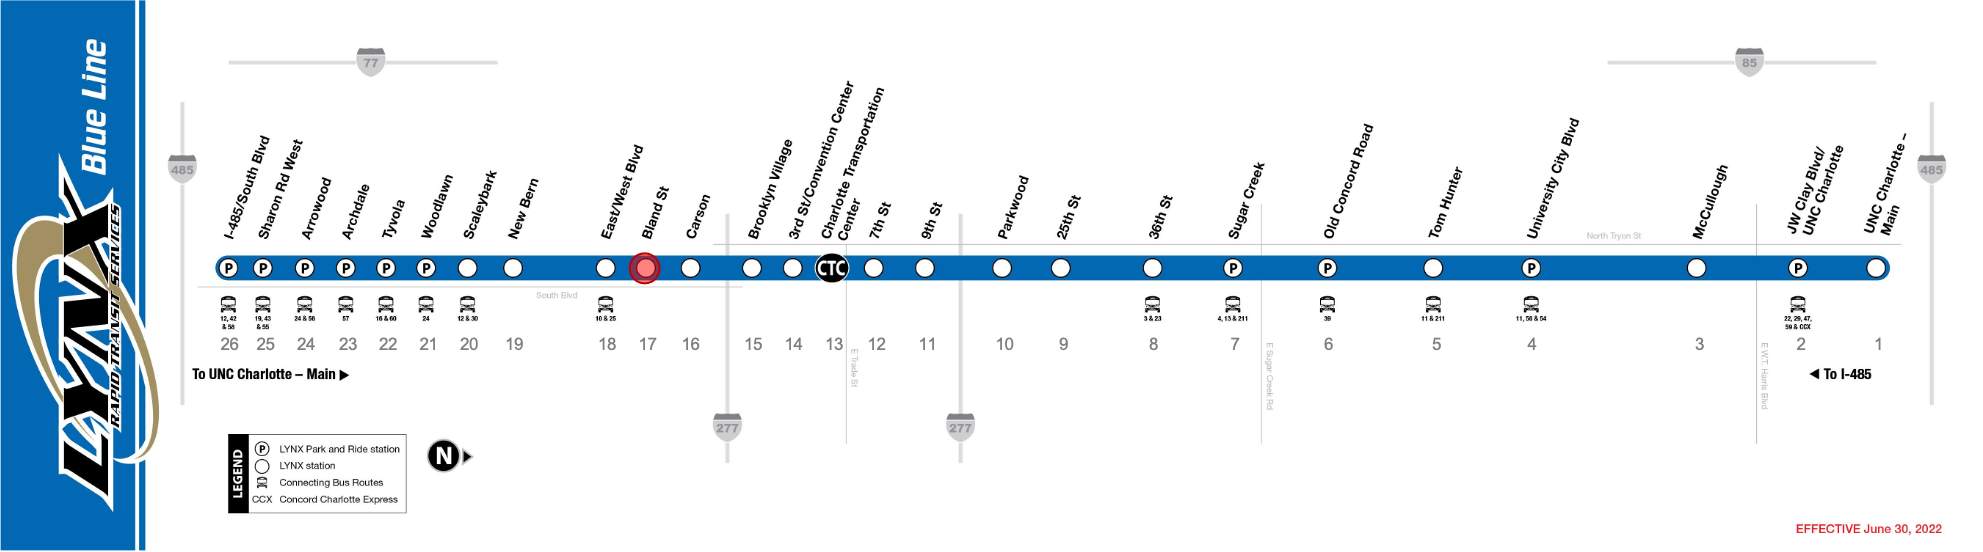 LYNX
RAPID TRANSIT SERVICES
Blue Line
77
85
485
485
I-485/South Blvd
Sharon Rd West
Arrowood
Archdale
Tyvola
Woodlawn
Scaleybark
New Bern
East/West Blvd
Bland St
Carson
Brooklyn Village
3rd St/Convention Center
Charlotte Transportation
Center
7th St
9th St
Parkwood
25th St
36th St
Sugar Creek
Old Concord Road
Tom Hunter
University City Blvd
McCullough
JW Clay Blvd/
UNC Charlotte
UNC Charlotte –
Main
North Tryon St
P P P P P P CTC P P P P
South Blvd
12, 42
& 58
19, 43
& 55
24 & 56
57
16 & 60
24
12 & 30
10 & 25
3 & 23
4, 13 & 211
39
11 & 211
11, 50 & 54
22, 29, 47,
59 & CCX
26 25 24 23 22 21 20 19 18 17 16 15 14 13 12 11 10 9 8 7 6 5 4 3 2 1
E Trade St
E Sugar Creek Rd
E W.T. Harris Blvd
To UNC Charlotte – Main
To I-485
277
277
LEGEND
P LYNX Park and Ride station
LYNX station
Connecting Bus Routes
CCX Concord Charlotte Express
N
EFFECTIVE June 30, 2022